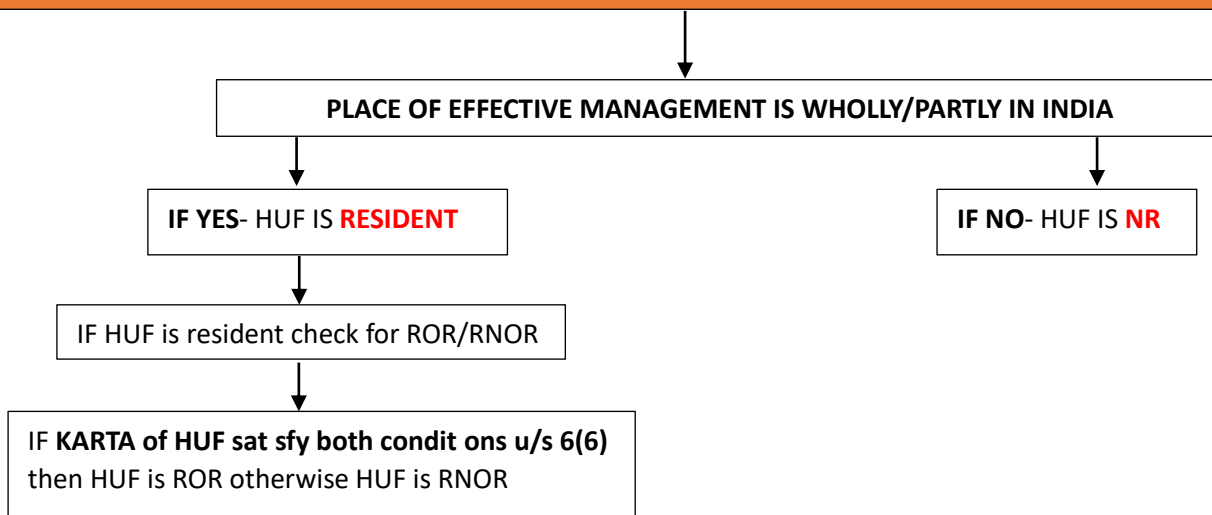 PLACE OF EFFECTIVE MANAGEMENT IS WHOLLY/PARTLY IN INDIA
IF YES- HUF IS RESIDENT
IF NO- HUF IS NR
IF HUF is resident check for ROR/RNOR
IF KARTA of HUF sat sfy both condit ons u/s 6(6)
then HUF is ROR otherwise HUF is RNOR